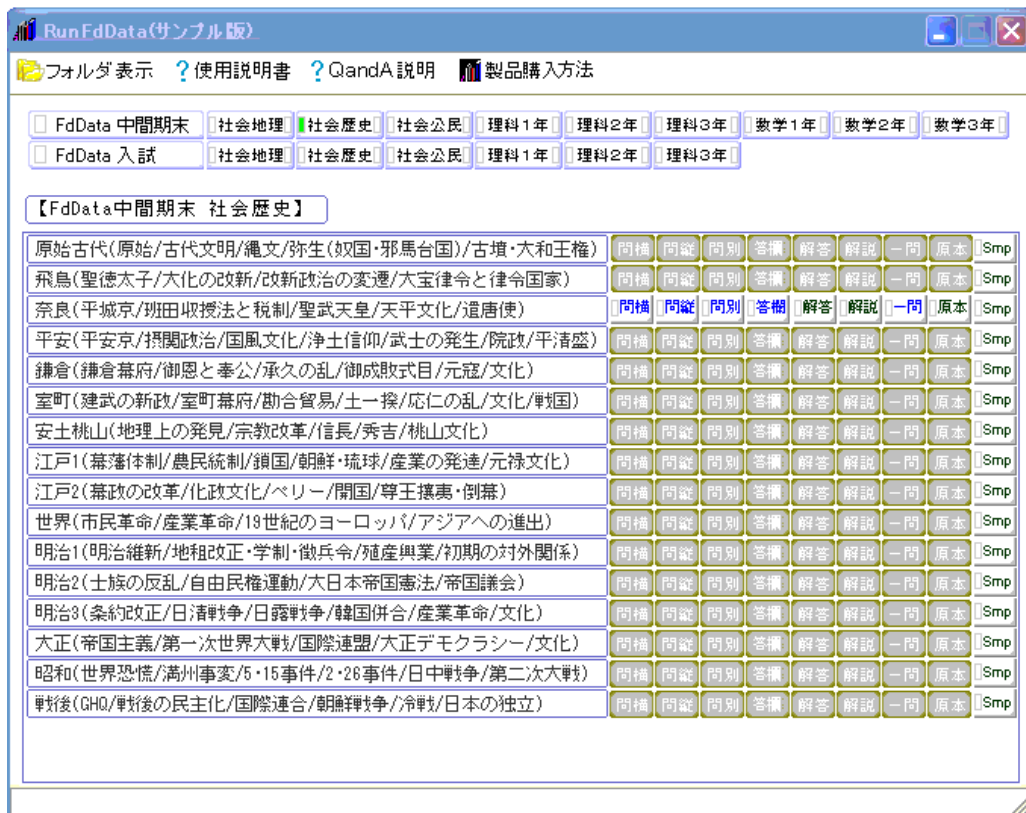 RunFdData(サンプル版)
フォルダ表示 ?使用説明書 ?QandA説明 製品購入方法
FdData 中間期末 社会地理 社会歴史 社会公民 理科1年 理科2年 理科3年 数学1年 数学2年 数学3年
FdData 入試 社会地理 社会歴史 社会公民 理科1年 理科2年 理科3年
【FdData中間期末 社会歴史】
原始古代(原始/古代文明/縄文/弥生(奴国・邪馬台国)/古墳・大和王権) 問横 問縦 問別 答欄 解答 解説 一問 原本 Smp
飛鳥(聖徳太子/大化の改新/改新政治の変遷/大宝律令と律令国家) 問横 問縦 問別 答欄 解答 解説 一問 原本 Smp
奈良(平城京/班田収授法と税制/聖武天皇/天平文化/遣唐使) 問横 問縦 問別 答欄 解答 解説 一問 原本 Smp
平安(平安京/摂関政治/国風文化/浄土信仰/武士の発生/院政/平清盛) 問横 問縦 問別 答欄 解答 解説 一問 原本 Smp
鎌倉(鎌倉幕府/御恩と奉公/承久の乱/御成敗式目/元寇/文化) 問横 問縦 問別 答欄 解答 解説 一問 原本 Smp
室町(建武の新政/室町幕府/勘合貿易/土一揆/応仁の乱/文化/戦国) 問横 問縦 問別 答欄 解答 解説 一問 原本 Smp
安土桃山(地理上の発見/宗教改革/信長/秀吉/桃山文化) 問横 問縦 問別 答欄 解答 解説 一問 原本 Smp
江戸1(幕藩体制/農民統制/鎖国/朝鮮・琉球/産業の発達/元禄文化) 問横 問縦 問別 答欄 解答 解説 一問 原本 Smp
江戸2(幕政の改革/化政文化/ペリー/開国/尊王攘夷・倒幕) 問横 問縦 問別 答欄 解答 解説 一問 原本 Smp
世界(市民革命/産業革命/19世紀のヨーロッパ/アジアへの進出) 問横 問縦 問別 答欄 解答 解説 一問 原本 Smp
明治1(明治維新/地租改正・学制・徴兵令/殖産興業/初期の対外関係) 問横 問縦 問別 答欄 解答 解説 一問 原本 Smp
明治2(士族の反乱/自由民権運動/大日本帝国憲法/帝国議会) 問横 問縦 問別 答欄 解答 解説 一問 原本 Smp
明治3(条約改正/日清戦争/日露戦争/韓国併合/産業革命/文化) 問横 問縦 問別 答欄 解答 解説 一問 原本 Smp
大正(帝国主義/第一次世界大戦/国際連盟/大正デモクラシー/文化) 問横 問縦 問別 答欄 解答 解説 一問 原本 Smp
昭和(世界恐慌/満州事変/5・15事件/2・26事件/日中戦争/第二次大戦) 問横 問縦 問別 答欄 解答 解説 一問 原本 Smp
戦後(GHQ/戦後の民主化/国際連合/朝鮮戦争/冷戦/日本の独立) 問横 問縦 問別 答欄 解答 解説 一問 原本 Smp